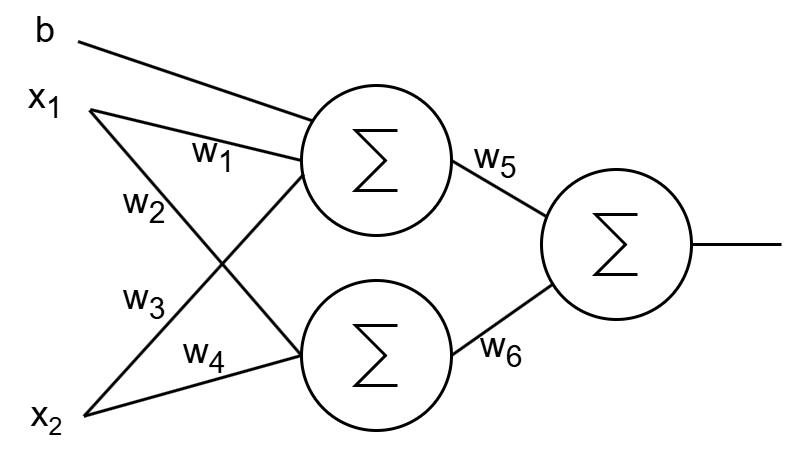 b
x₁
w₁
w₂
w₃
w₄
x₂
∑
∑
w₅
w₆
∑